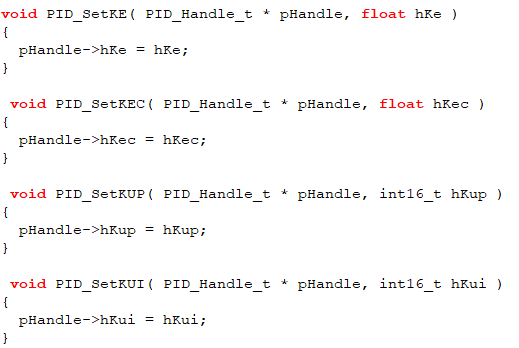 void PID_SetKE( PID_Handle_t * pHandle, float hKe )
{
  pHandle->hKe = hKe;
}
 void PID_SetKEC( PID_Handle_t * pHandle, float hKec )
{
  pHandle->hKec = hKec;
}
 void PID_SetKUP( PID_Handle_t * pHandle, int16_t hKup )
{
  pHandle->hKup = hKup;
}
 void PID_SetKUI( PID_Handle_t * pHandle, int16_t hKui )
{
  pHandle->hKui = hKui;
}